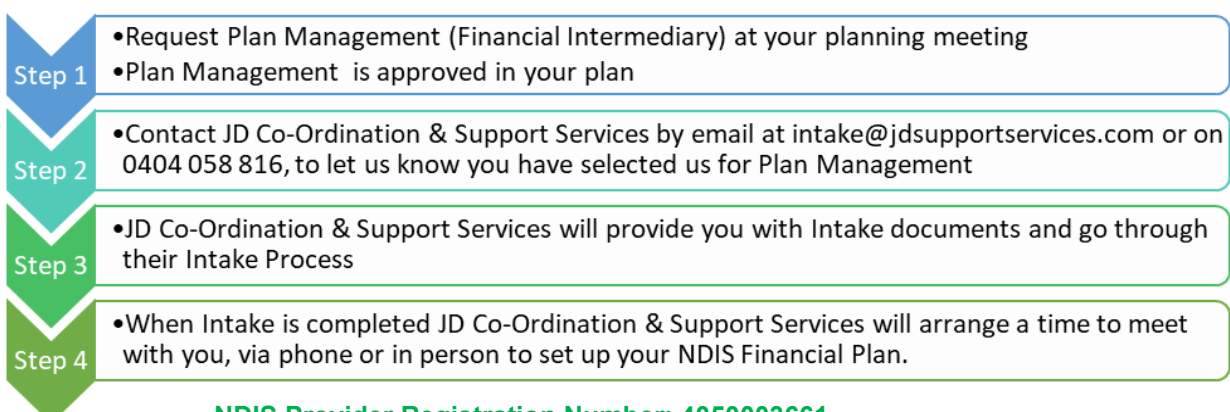 Step 1
•Request Plan Management (Financial Intermediary) at your planning meeting
•Plan Management is approved in your plan
Step 2
•Contact JD Co-Ordination & Support Services by email at intake@jdsupportservices.com or on
0404 058 816, to let us know you have selected us for Plan Management
Step 3
•JD Co-Ordination & Support Services will provide you with Intake documents and go through
their Intake Process
Step 4
•When Intake is completed JD Co-Ordination & Support Services will arrange a time to meet
with you, via phone or in person to set up your NDIS Financial Plan.
NDIS Provider Registration Number: 4050003661